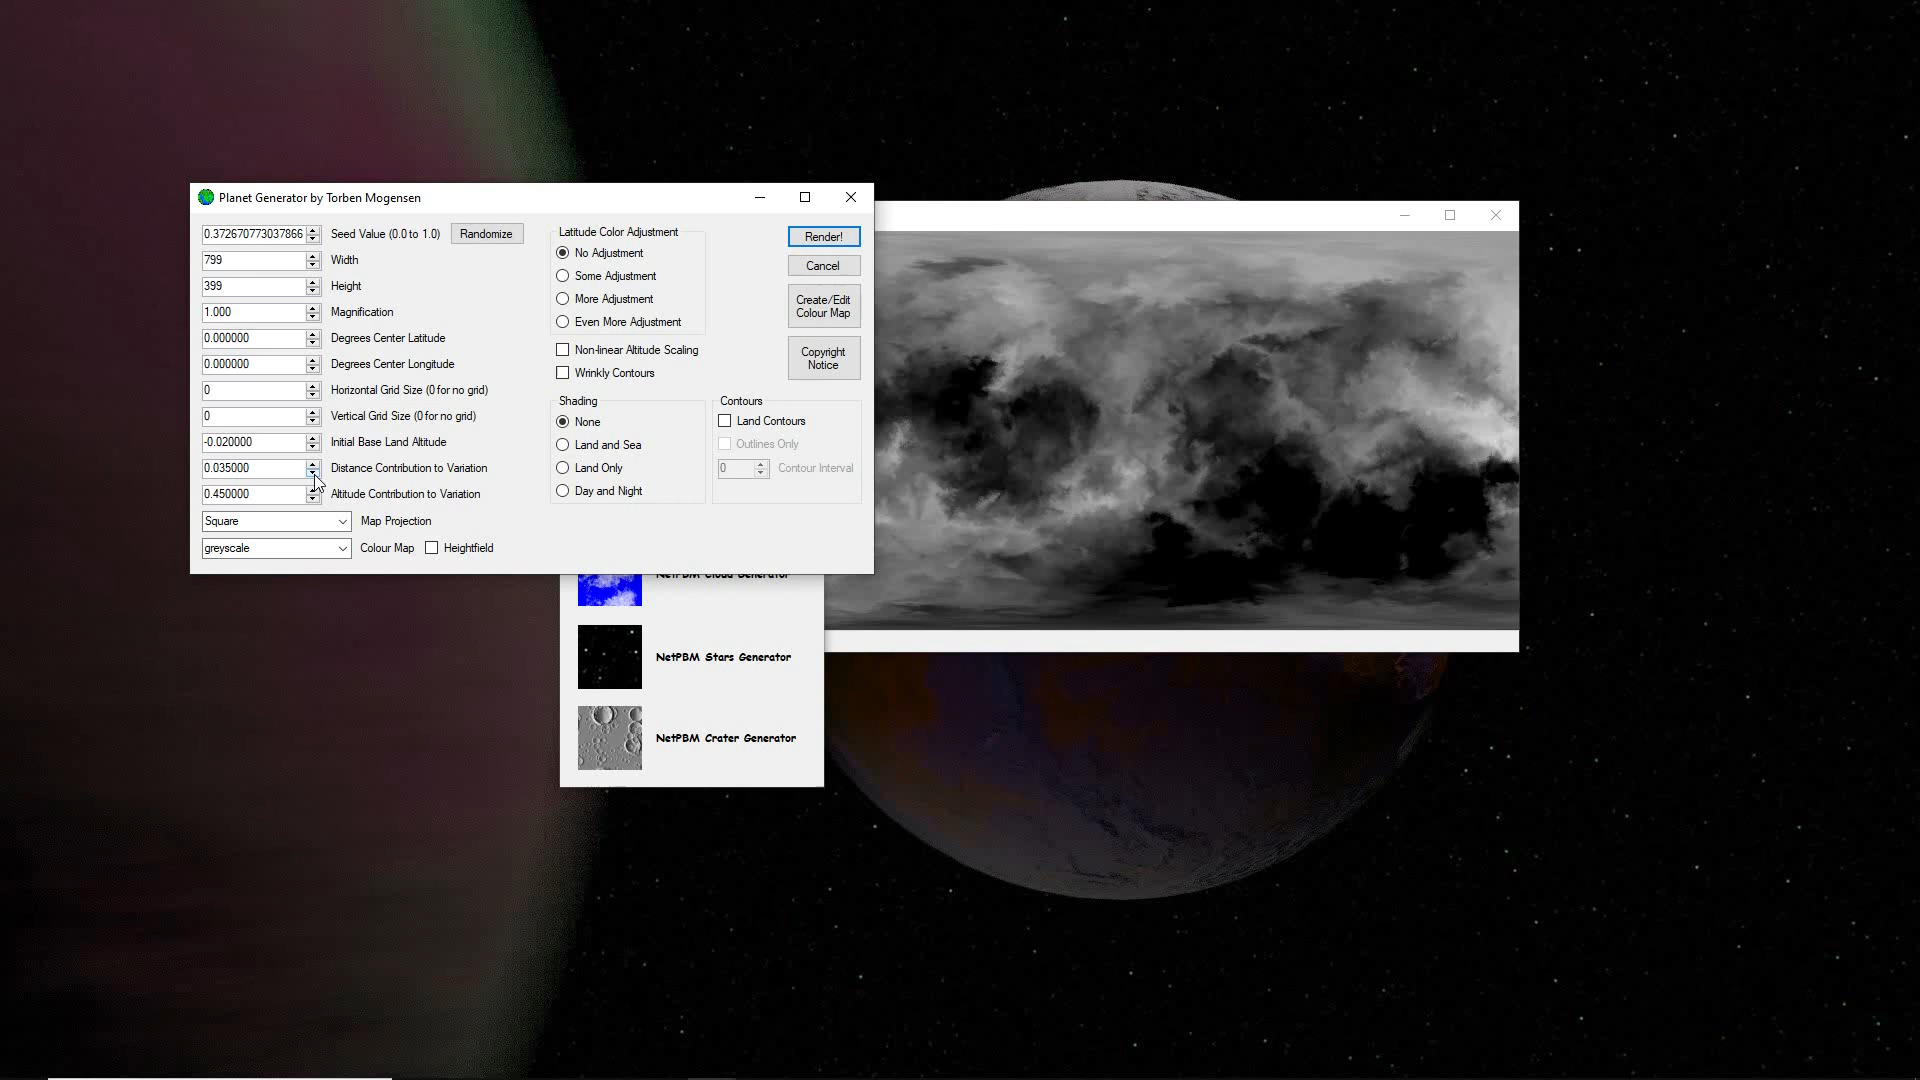 Planet Generator by Torben Mogensen
0.372670773037866 Seed Value (0.0 to 1.0) Randomize
799 Width
399 Height
1.000 Magnification
0.000000 Degrees Center Latitude
0.000000 Degrees Center Longitude
0 Horizontal Grid Size (0 for no grid)
0 Vertical Grid Size (0 for no grid)
-0.020000 Initial Base Land Altitude
0.035000 Distance Contribution to Variation
0.450000 Altitude Contribution to Variation
Square Map Projection
greyscale Colour Map Heightfield
Latitude Color Adjustment
No Adjustment
Some Adjustment
More Adjustment
Even More Adjustment
Non-linear Altitude Scaling
Wrinkly Contours
Shading
None
Land and Sea
Land Only
Day and Night
Contours
Land Contours
Outlines Only
0 Contour Interval
Render!
Cancel
Create/Edit
Colour Map
Copyright
Notice
NetPBM Cloud Generator
NetPBM Stars Generator
NetPBM Crater Generator